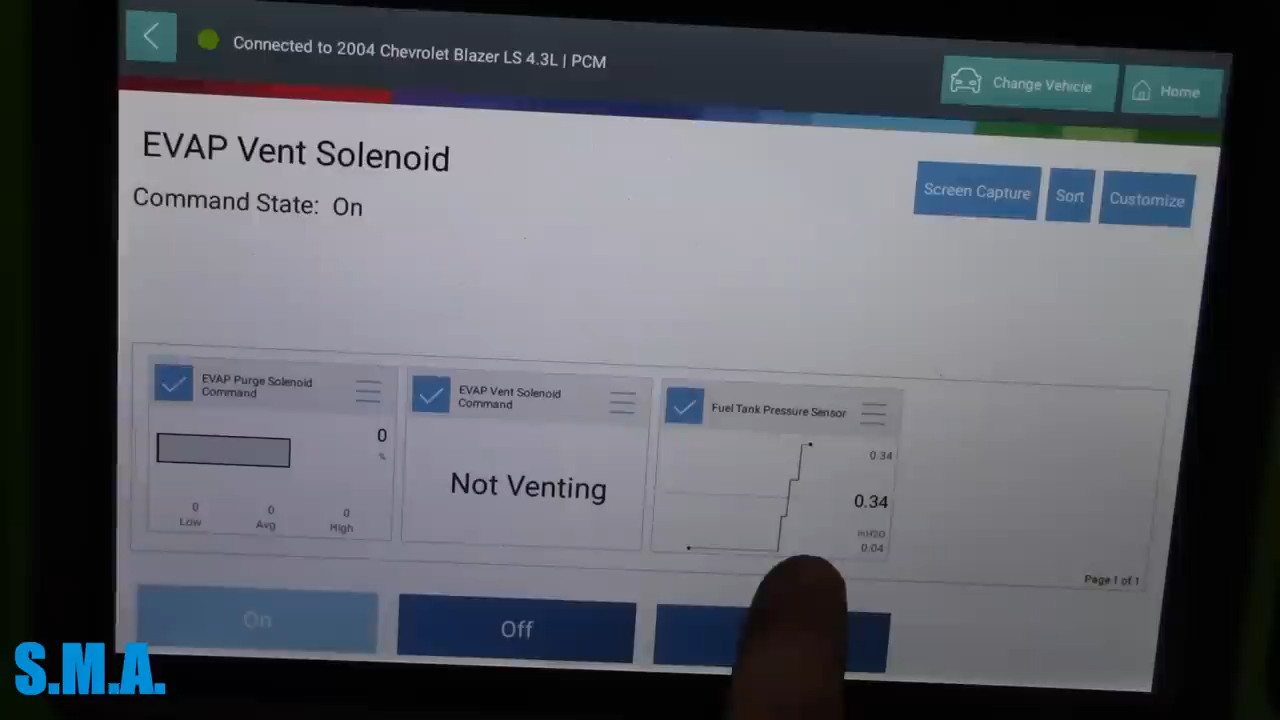 Connected to 2004 Chevrolet Blazer LS 4.3L | PCM
Change Vehicle
Home
EVAP Vent Solenoid
Command State: On
Screen Capture
Sort
Customize
EVAP Purge Solenoid
Command
0
%
0
0
0
Low
Avg
High
EVAP Vent Solenoid
Command
Not Venting
Fuel Tank Pressure Sensor
0.34
0.34
mH2O
0.04
Page 1 of 1
On
Off
S.M.A.